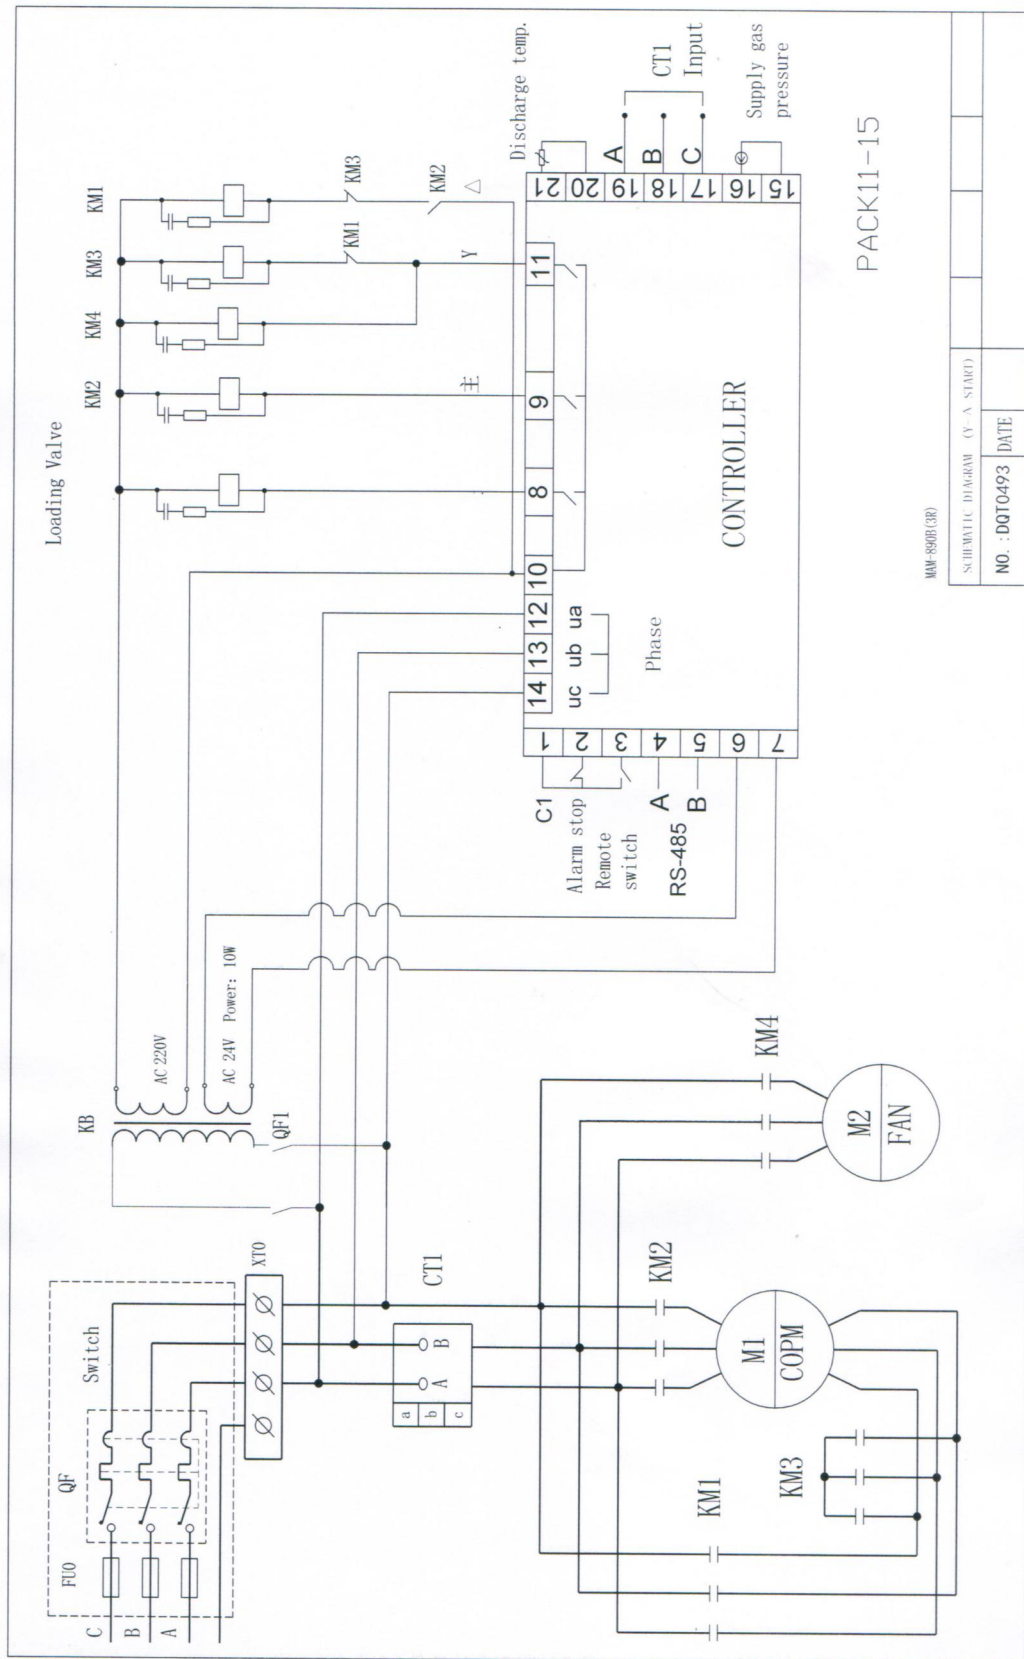 Loading Valve
KM2
KM4
KM3
KM1
KB
AC 220V
AC 24V Power: 10W
QF1
KM1
KM3
KM2
主
Y
△
Switch
QF
FU0
C
B
A
XT0
CT1
A
B
a
b
c
14
13
12
10
8
9
11
uc
ub
ua
Phase
CONTROLLER
1
2
3
4
5
6
7
C1
Alarm stop
Remote
switch
A
B
RS-485
21
20
19
18
17
16
15
Discharge temp.
A
B
C
CT1
Input
Supply gas
pressure
KM2
KM4
M1
COPM
M2
FAN
KM1
KM3
PACK11-15
MAM-890B(3R)
SCHEMATIC DIAGRAM (Y-Δ START)
NO.:DQT0493
DATE